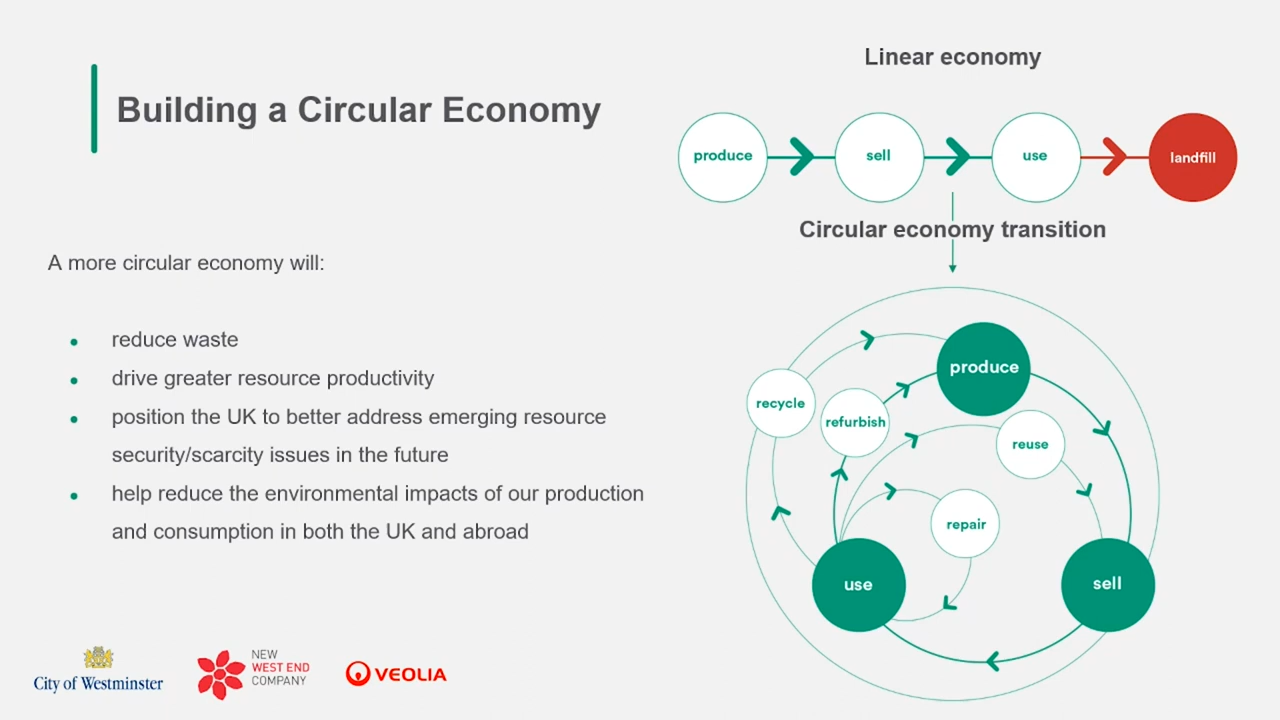 Building a Circular Economy
A more circular economy will:
reduce waste
drive greater resource productivity
position the UK to better address emerging resource
security/scarcity issues in the future
help reduce the environmental impacts of our production
and consumption in both the UK and abroad
Linear economy
produce
sell
use
landfill
Circular economy transition
produce
recycle
refurbish
reuse
repair
use
sell
City of Westminster
NEW
WEST END
COMPANY
VEOLIA